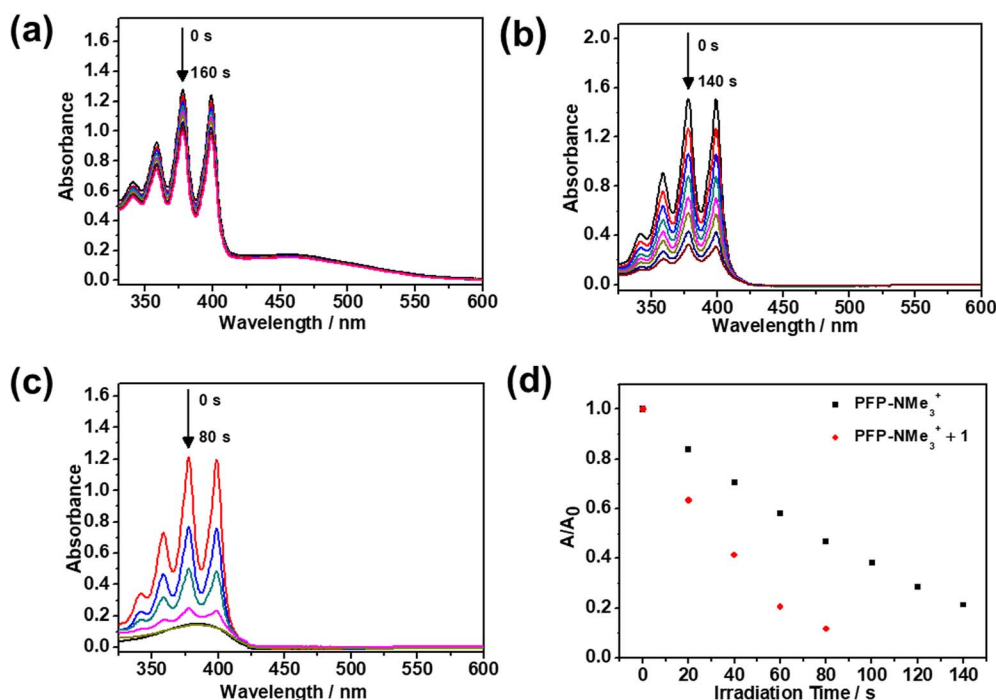 (a)
1.6
1.4
1.2
1.0
0.8
0.6
0.4
0.2
0.0
Absorbance
0 s
160 s
350 400 450 500 550 600
Wavelength / nm
(b)
2.0
1.6
1.2
0.8
0.4
0.0
Absorbance
0 s
140 s
350 400 450 500 550 600
Wavelength / nm
(c)
1.6
1.4
1.2
1.0
0.8
0.6
0.4
0.2
0.0
Absorbance
0 s
80 s
350 400 450 500 550 600
Wavelength / nm
(d)
1.0
0.8
0.6
0.4
0.2
0.0
A/A₀
PFP-NMe₃⁺
PFP-NMe₃⁺ + 1
0 20 40 60 80 100 120 140
Irradiation Time / s